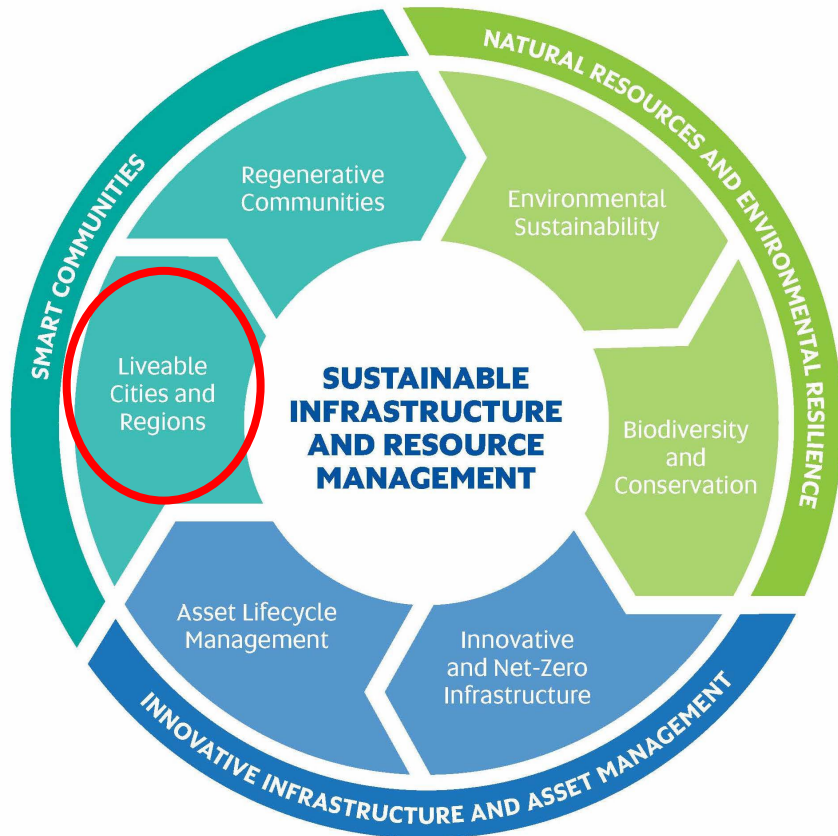 NATURAL RESOURCES AND ENVIRONMENTAL RESILIENCE
SMART COMMUNITIES
Regenerative
Communities
Environmental
Sustainability
Liveable
Cities and
Regions
SUSTAINABLE
INFRASTRUCTURE
AND RESOURCE
MANAGEMENT
Biodiversity
and
Conservation
Asset Lifecycle
Management
Innovative
and Net-Zero
Infrastructure
INNOVATIVE INFRASTRUCTURE AND ASSET MANAGEMENT